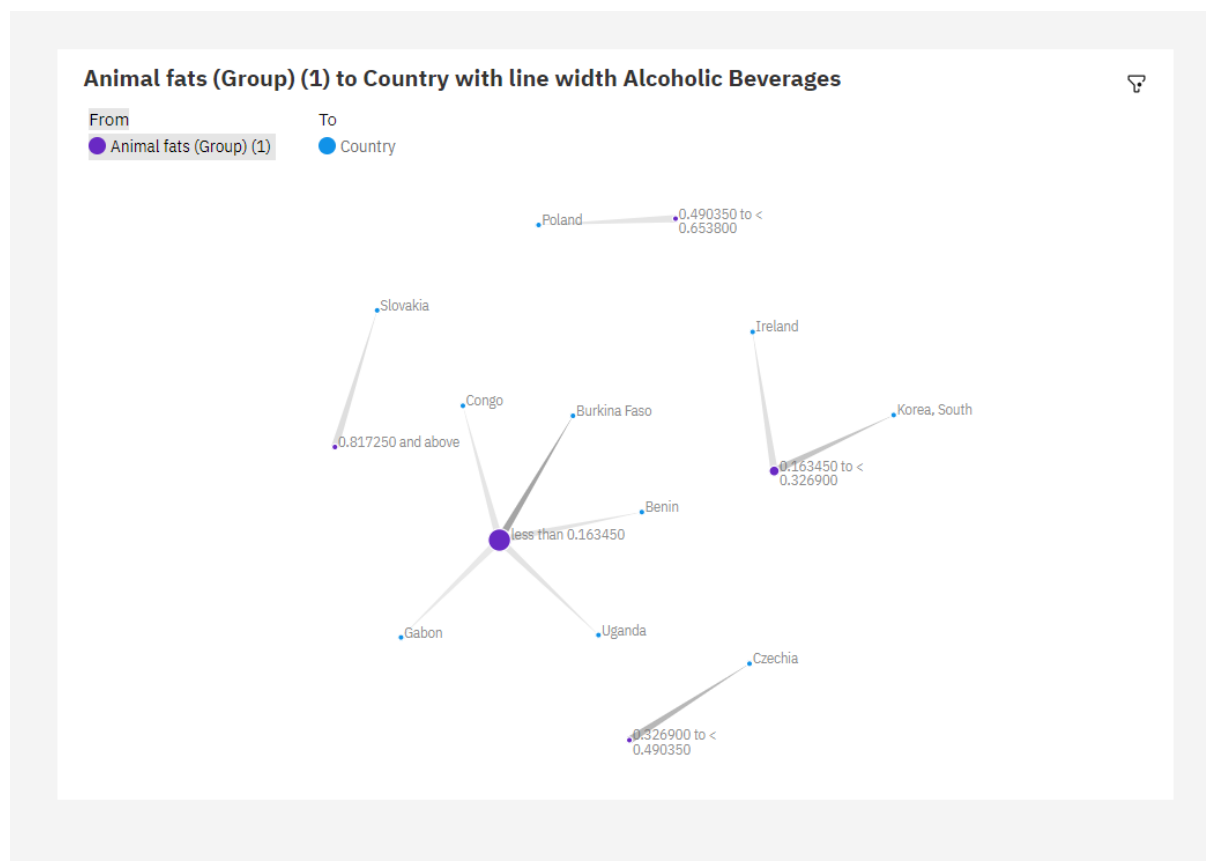 Animal fats (Group) (1) to Country with line width Alcoholic Beverages
From
To
Animal fats (Group) (1)
Country
Poland
0.490350 to <
0.653800
Slovakia
Ireland
Congo
Burkina Faso
Korea, South
0.817250 and above
0.163450 to <
0.326900
Benin
less than 0.163450
Gabon
Uganda
Czechia
0.326900 to <
0.490350